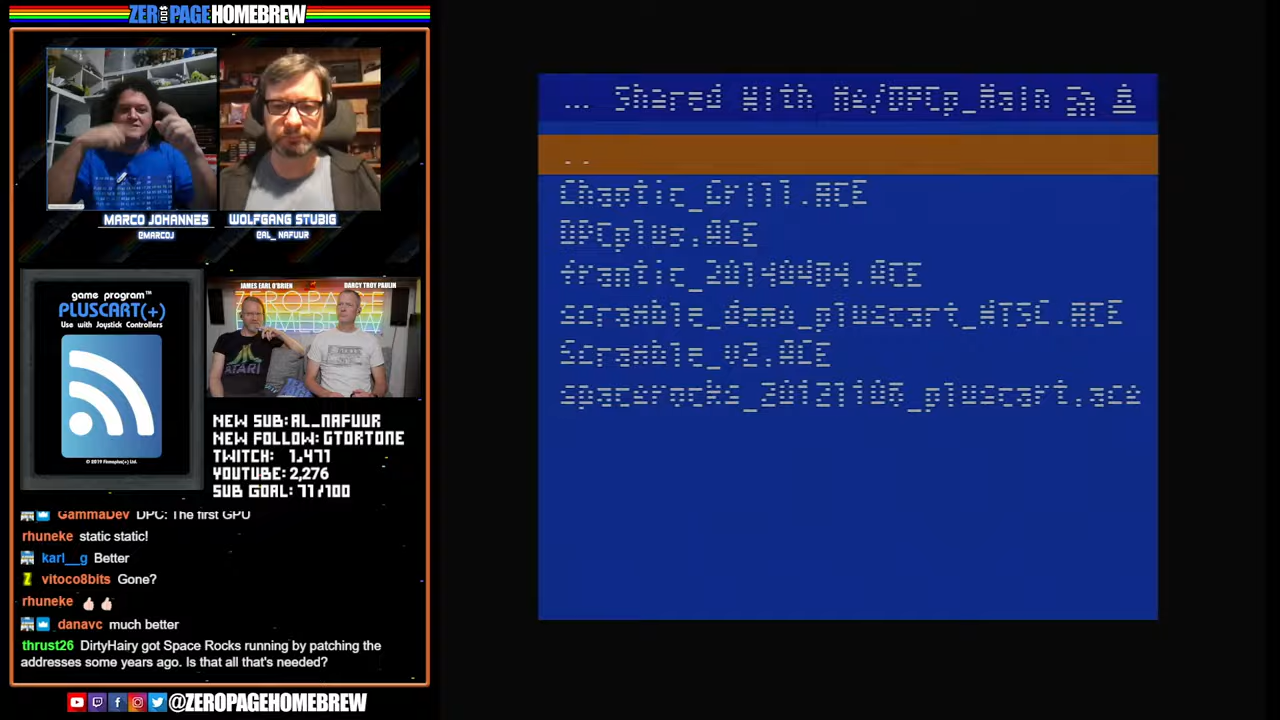 ZEROPAGE HOMEBREW
MARCO JOHANNES
@MARCOJ
WOLFGANG STUBIG
@AL_NAFUUR
game program™
PLUSCART(+)
Use with Joystick Controllers
JAMES EARL O'BRIEN
DARCY TROY PAULIN
ZEROPAGE
ATARI
NEW SUB: AL_NAFUUR
NEW FOLLOW: GTORTONE
TWITCH: 1,471
YOUTUBE: 2,276
SUB GOAL: 77/100
GammaDev DPC: The first GPU
rhuneke static static!
karl__g Better
vitoco8bits Gone?
rhuneke
danavc much better
thrust26 DirtyHairy got Space Rocks running by patching the
addresses some years ago. Is that all that's needed?
@ZEROPAGEHOMEBREW
... Shared With Me/DPCp_Main
..
Chaotic_Grill.ACE
DPCplus.ACE
frantic_20140404.ACE
scramble_demo_pluscart_NTSC.ACE
Scramble_v2.ACE
spacerocks_20121106_pluscart.ace